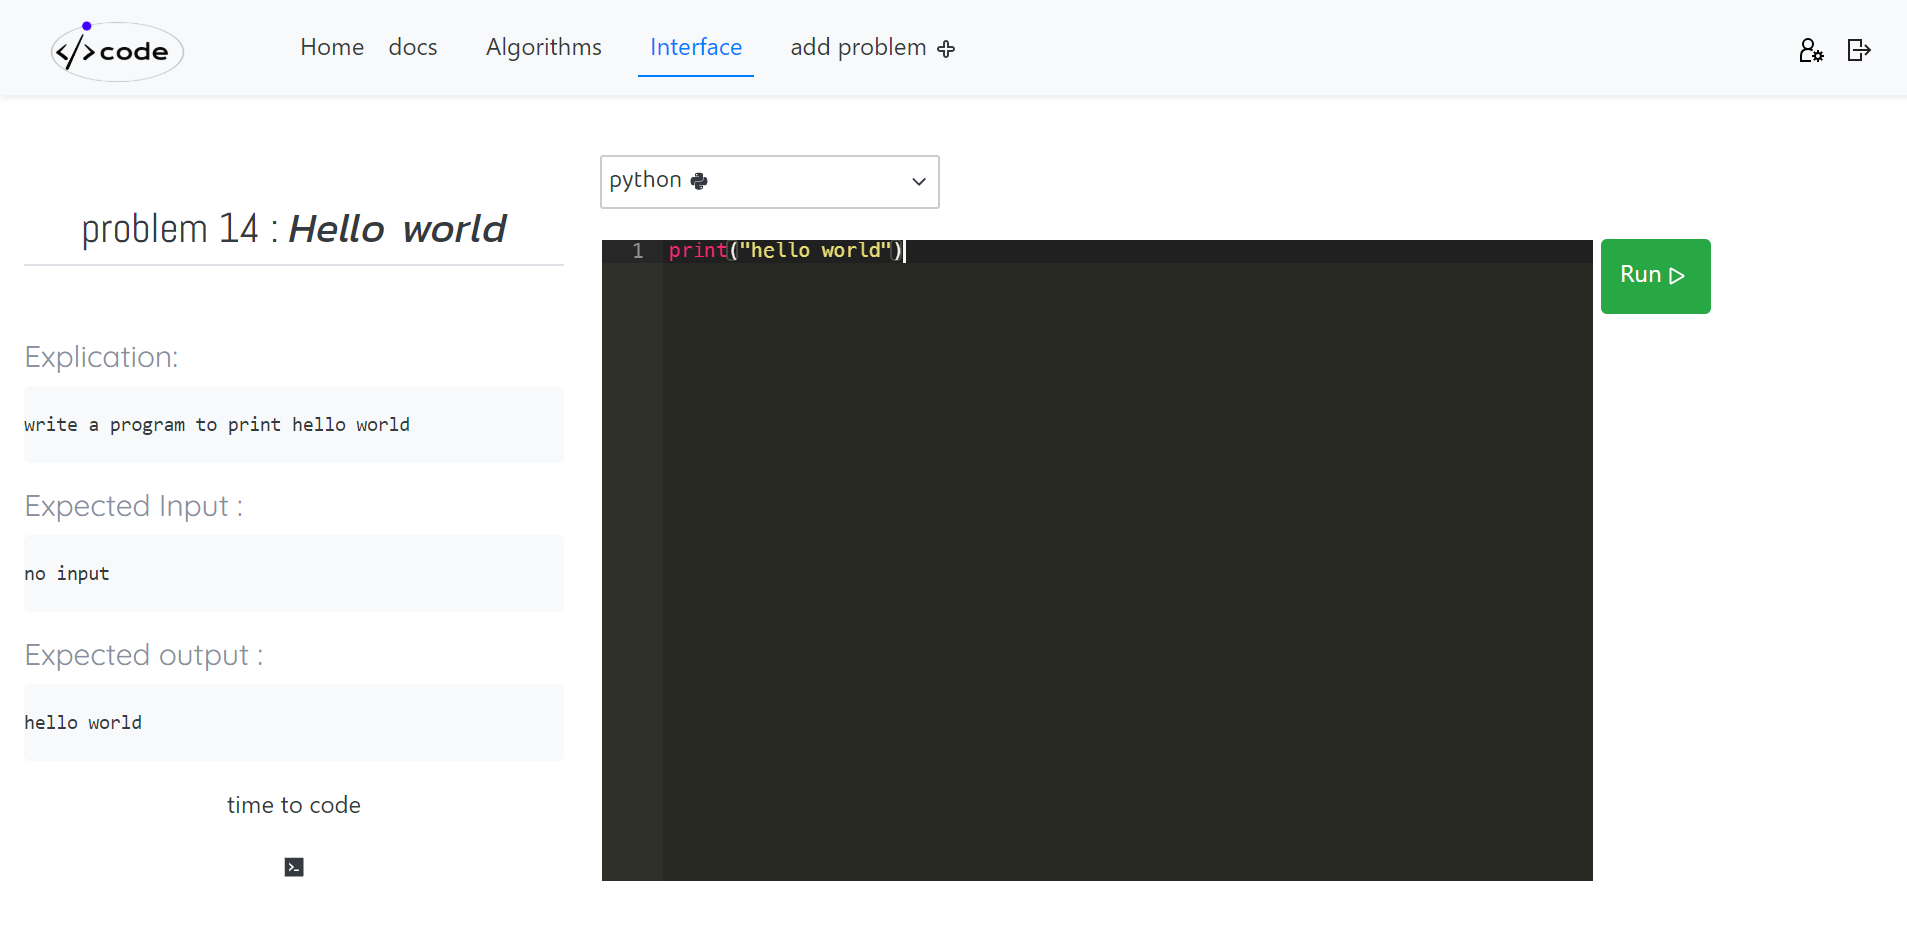 </>code
Home docs Algorithms Interface add problem
python
problem 14 : Hello world
1 print("hello world")
Run
Explication:
write a program to print hello world
Expected Input :
no input
Expected output :
hello world
time to code